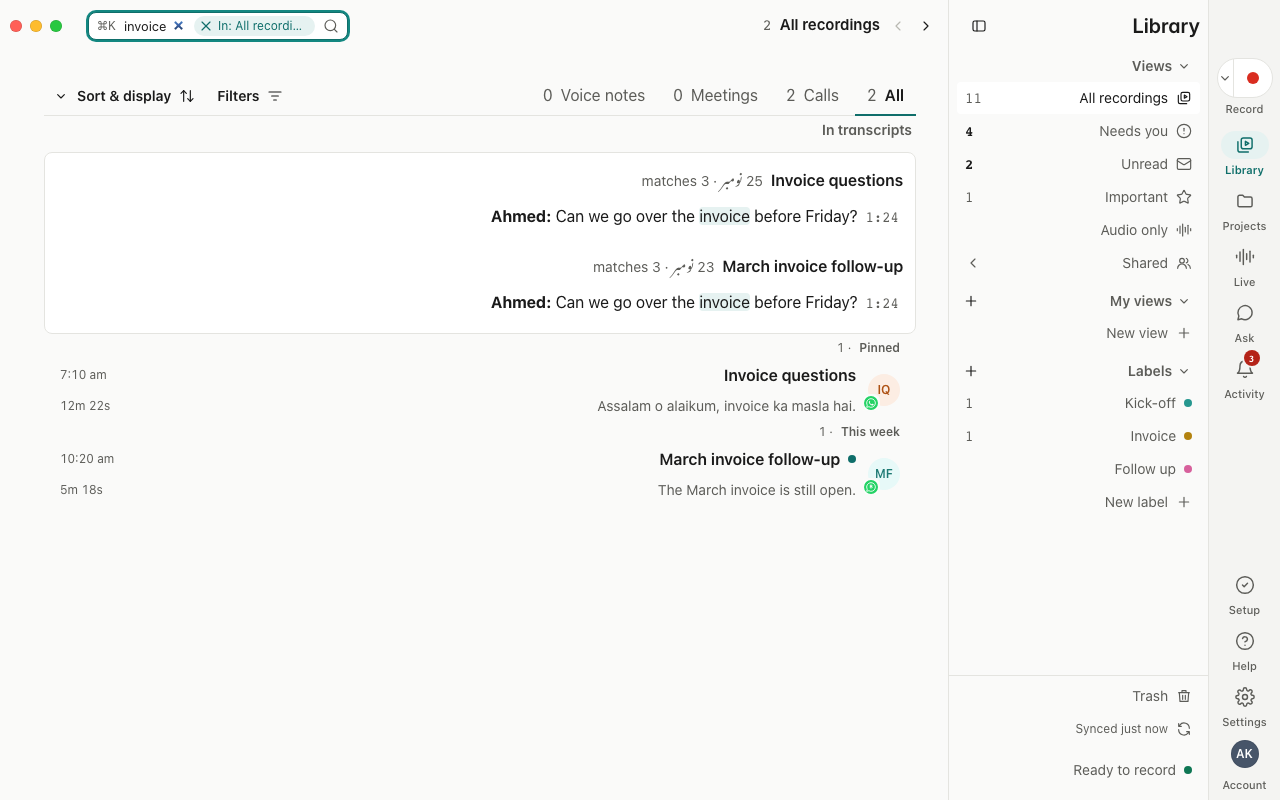 ⌘K invoice In: All recordi...
2 All recordings
Library
Sort & display Filters
0 Voice notes 0 Meetings 2 Calls 2 All
In transcripts
Invoice questions 25 نومبر · 3 matches
Ahmed: Can we go over the invoice before Friday? 1:24
March invoice follow-up 23 نومبر · 3 matches
Ahmed: Can we go over the invoice before Friday? 1:24
Pinned · 1
IQ Invoice questions 7:10 am
Assalam o alaikum, invoice ka masla hai. 12m 22s
This week · 1
MF March invoice follow-up 10:20 am
The March invoice is still open. 5m 18s
Views
All recordings 11
Needs you 4
Unread 2
Important 1
Audio only
Shared
My views
New view
Labels
Kick-off 1
Invoice 1
Follow up
New label
Trash
Synced just now
Ready to record
Record
Library
Projects
Live
Ask
3
Activity
Setup
Help
Settings
AK
Account